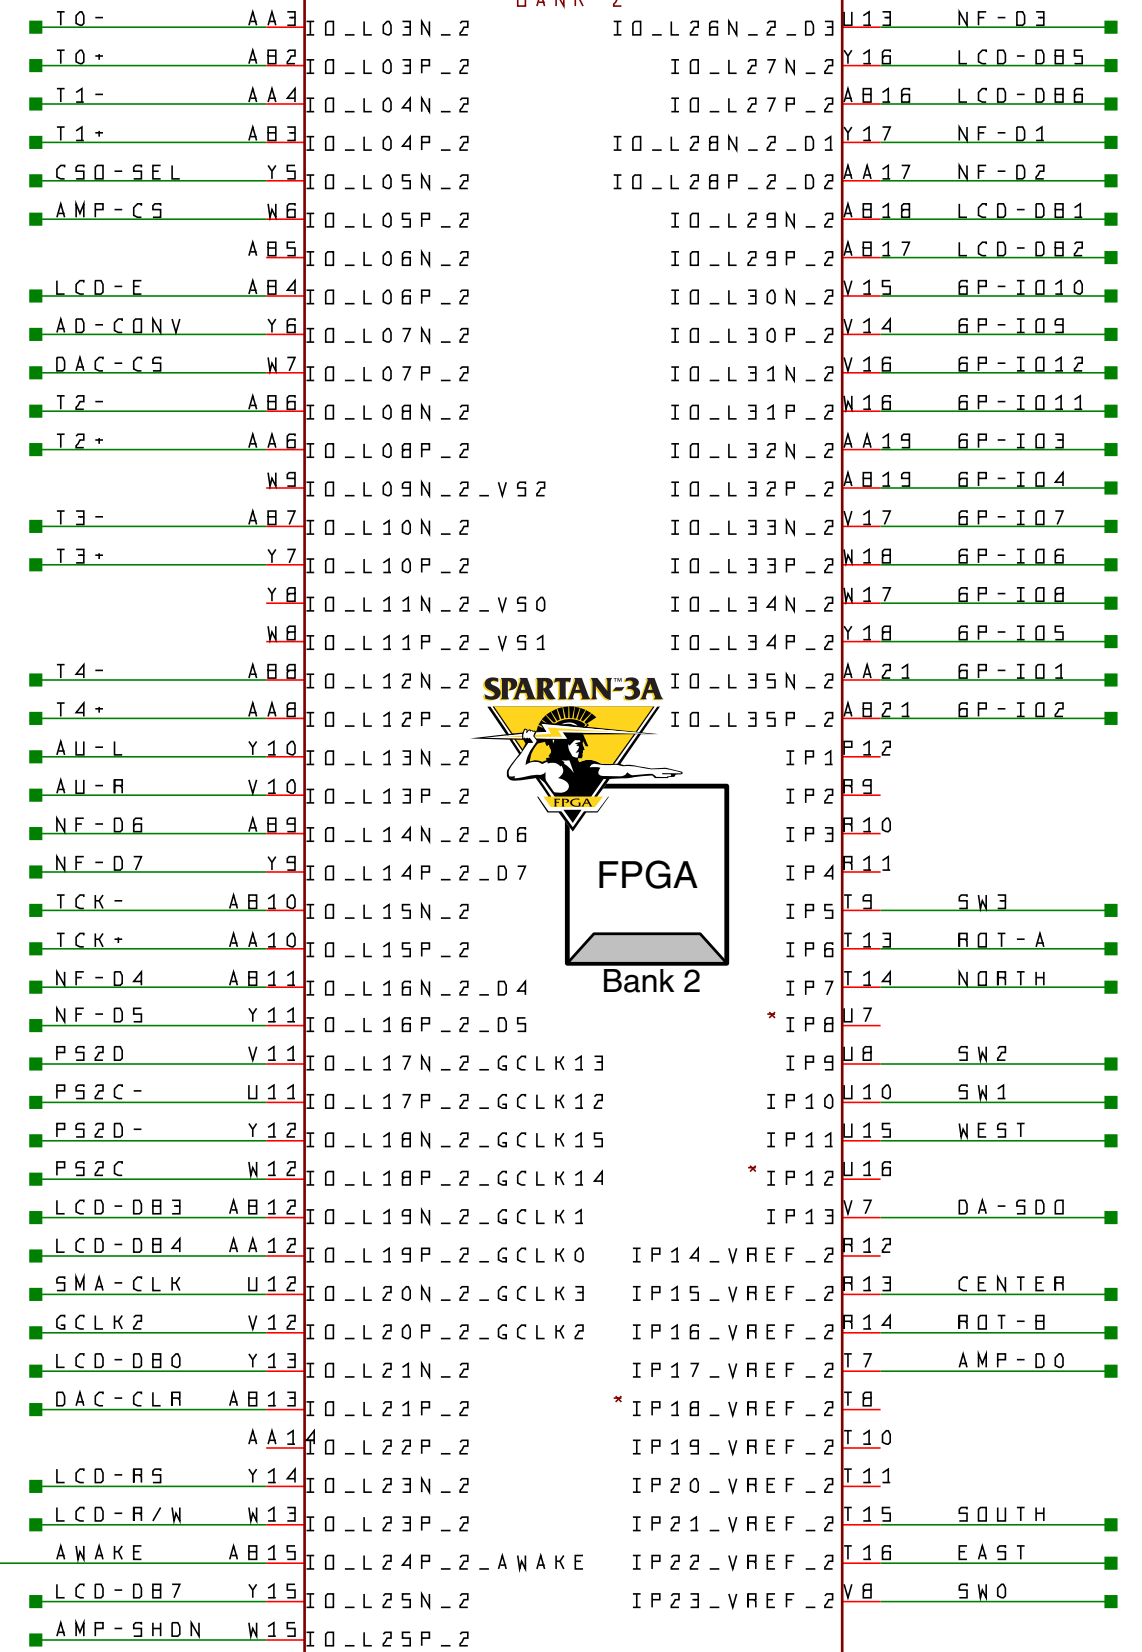 BANK 2
T0- AA3 IO_L03N_2 IO_L26N_2_D3 U13 NF-D3
T0+ AB2 IO_L03P_2 IO_L27N_2 Y16 LCD-DB5
T1- AA4 IO_L04N_2 IO_L27P_2 AB16 LCD-DB6
T1+ AB3 IO_L04P_2 IO_L28N_2_D1 Y17 NF-D1
CSO-SEL Y5 IO_L05N_2 IO_L28P_2_D2 AA17 NF-D2
AMP-CS W6 IO_L05P_2 IO_L29N_2 AB18 LCD-DB1
AB5 IO_L06N_2 IO_L29P_2 AB17 LCD-DB2
LCD-E AB4 IO_L06P_2 IO_L30N_2 V15 GP-IO10
AD-CONV Y6 IO_L07N_2 IO_L30P_2 V14 GP-IO9
DAC-CS W7 IO_L07P_2 IO_L31N_2 V16 GP-IO12
T2- AB6 IO_L08N_2 IO_L31P_2 W16 GP-IO11
T2+ AA6 IO_L08P_2 IO_L32N_2 AA19 GP-IO3
W9 IO_L09N_2_VS2 IO_L32P_2 AB19 GP-IO4
T3- AB7 IO_L10N_2 IO_L33N_2 V17 GP-IO7
T3+ Y7 IO_L10P_2 IO_L33P_2 W18 GP-IO6
Y8 IO_L11N_2_VS0 IO_L34N_2 W17 GP-IO8
W8 IO_L11P_2_VS1 IO_L34P_2 Y18 GP-IO5
T4- AB8 IO_L12N_2 SPARTAN™-3A IO_L35N_2 AA21 GP-IO1
T4+ AA8 IO_L12P_2 IO_L35P_2 AB21 GP-IO2
AU-L Y10 IO_L13N_2 IP1 P12
AU-R V10 IO_L13P_2 FPGA IP2 R9
NF-D6 AB9 IO_L14N_2_D6 IP3 R10
NF-D7 Y9 IO_L14P_2_D7 FPGA IP4 R11
TCK- AB10 IO_L15N_2 IP5 T9 SW3
TCK+ AA10 IO_L15P_2 IP6 T13 ROT-A
NF-D4 AB11 IO_L16N_2_D4 Bank 2 IP7 T14 NORTH
NF-D5 Y11 IO_L16P_2_D5 * IP8 U7
PS2D V11 IO_L17N_2_GCLK13 IP9 U8 SW2
PS2C- U11 IO_L17P_2_GCLK12 IP10 U10 SW1
PS2D- Y12 IO_L18N_2_GCLK15 IP11 U15 WEST
PS2C W12 IO_L18P_2_GCLK14 * IP12 U16
LCD-DB3 AB12 IO_L19N_2_GCLK1 IP13 V7 DA-SDO
LCD-DB4 AA12 IO_L19P_2_GCLK0 IP14_VREF_2 R12
SMA-CLK U12 IO_L20N_2_GCLK3 IP15_VREF_2 R13 CENTER
GCLK2 V12 IO_L20P_2_GCLK2 IP16_VREF_2 R14 ROT-B
LCD-DB0 Y13 IO_L21N_2 IP17_VREF_2 T7 AMP-DO
DAC-CLR AB13 IO_L21P_2 * IP18_VREF_2 T8
AA14 IO_L22P_2 IP19_VREF_2 T10
LCD-RS Y14 IO_L23N_2 IP20_VREF_2 T11
LCD-R/W W13 IO_L23P_2 IP21_VREF_2 T15 SOUTH
AWAKE AB15 IO_L24P_2_AWAKE IP22_VREF_2 T16 EAST
LCD-DB7 Y15 IO_L25N_2 IP23_VREF_2 V8 SW0
AMP-SHDN W15 IO_L25P_2